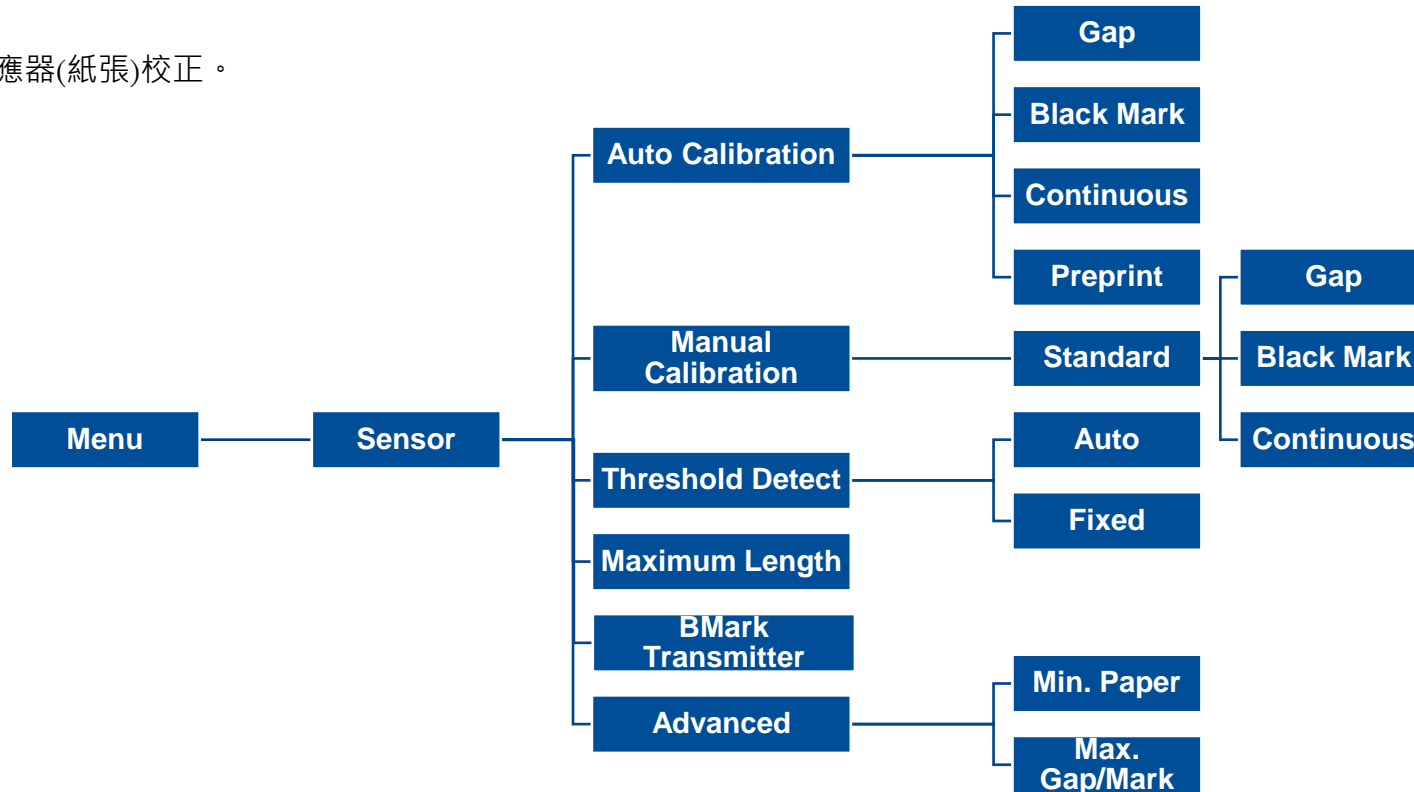 應器(紙張)校正。
Gap
Black Mark
Auto Calibration
Continuous
Preprint
Gap
Manual
Calibration
Standard
Black Mark
Menu
Sensor
Auto
Continuous
Threshold Detect
Fixed
Maximum Length
BMark
Transmitter
Min. Paper
Advanced
Max.
Gap/Mark